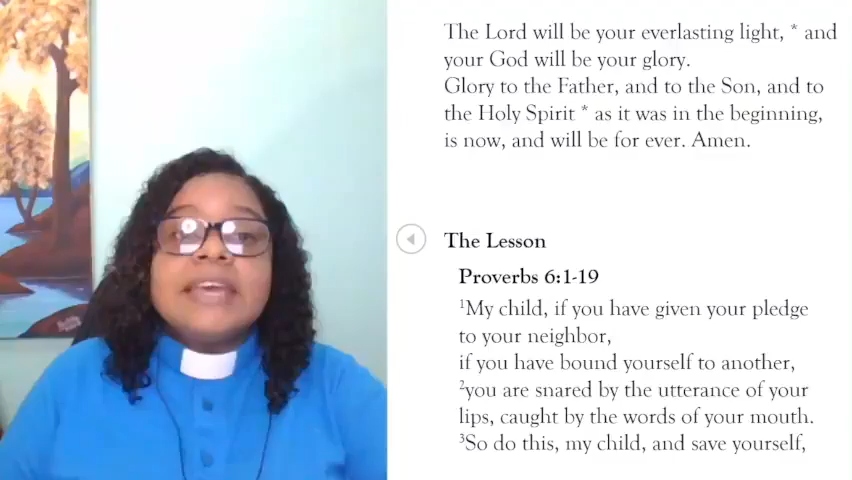 The Lord will be your everlasting light, * and
your God will be your glory.
Glory to the Father, and to the Son, and to
the Holy Spirit * as it was in the beginning,
is now, and will be for ever. Amen.
The Lesson
Proverbs 6:1-19
¹My child, if you have given your pledge
to your neighbor,
if you have bound yourself to another,
²you are snared by the utterance of your
lips, caught by the words of your mouth.
³So do this, my child, and save yourself,